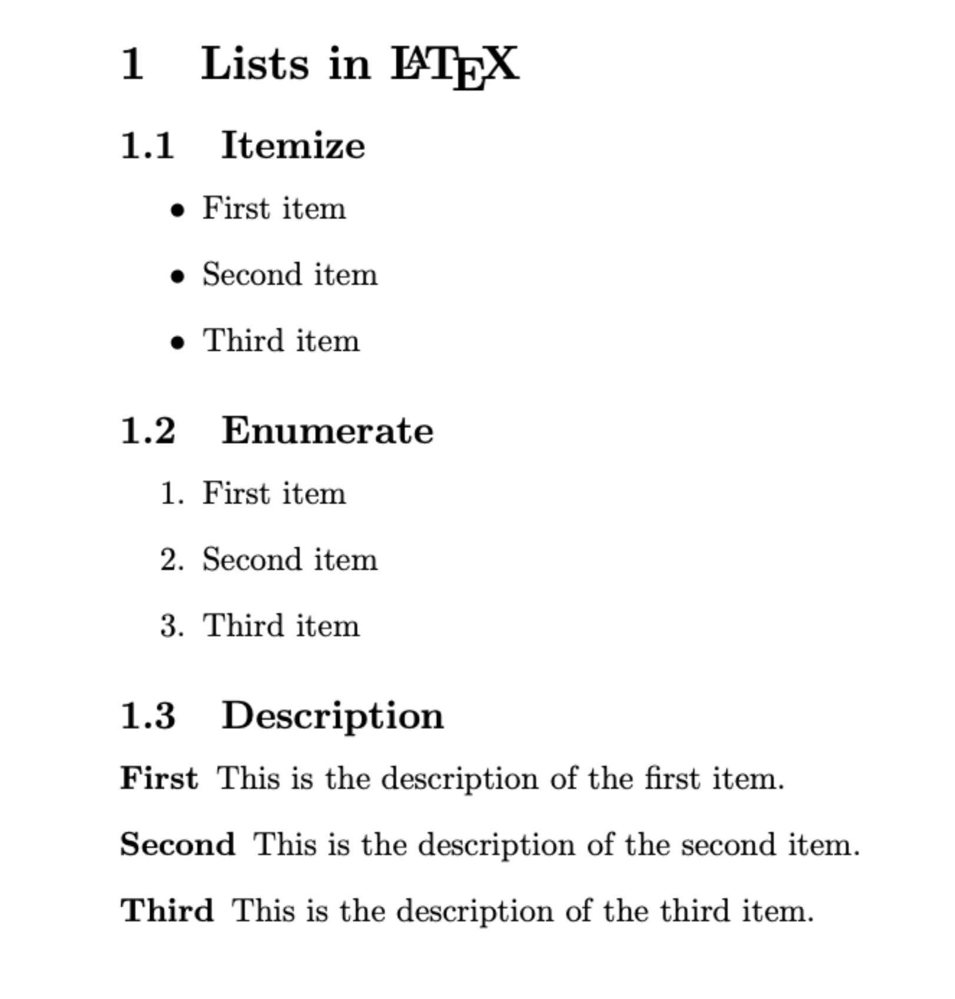 1 Lists in LATEX
1.1 Itemize
• First item
• Second item
• Third item
1.2 Enumerate
1. First item
2. Second item
3. Third item
1.3 Description
First This is the description of the first item.
Second This is the description of the second item.
Third This is the description of the third item.